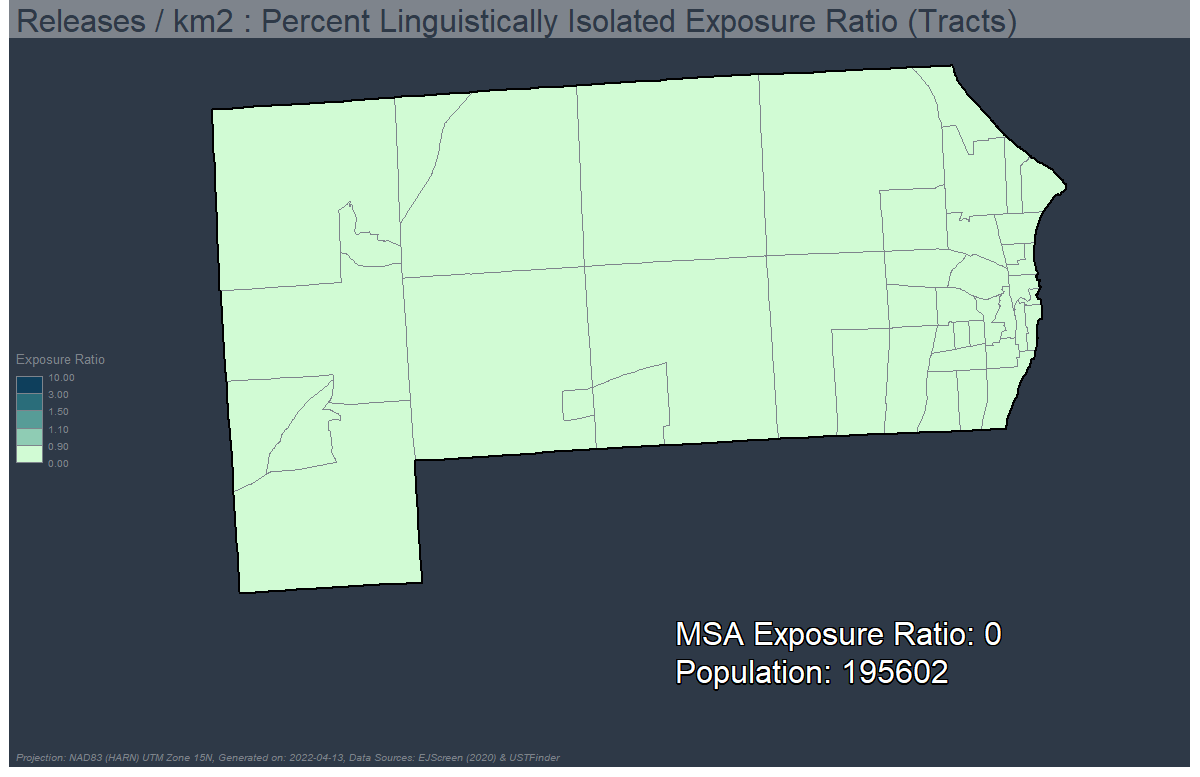 Releases / km2 : Percent Linguistically Isolated Exposure Ratio (Tracts)
Exposure Ratio
10.00
3.00
1.50
1.10
0.90
0.00
MSA Exposure Ratio: 0
Population: 195602
Projection: NAD83 (HARN) UTM Zone 15N, Generated on: 2022-04-13, Data Sources: EJScreen (2020) & USTFinder